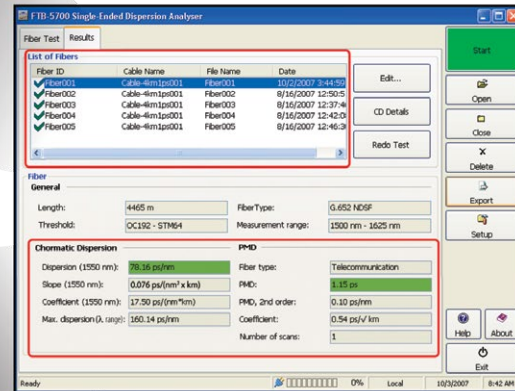 FTB-5700 Single-Ended Dispersion Analyser
Fiber Test Results
List of Fibers
Fiber ID Cable Name File Name Date
Fiber001 Cable-4km1ps001 Fiber001 10/2/2007 3:44:59
Fiber002 Cable-4km1ps001 Fiber002 8/16/2007 12:50:5
Fiber003 Cable-4km1ps001 Fiber003 8/16/2007 12:37:4
Fiber004 Cable-4km1ps001 Fiber004 8/16/2007 12:42:0
Fiber005 Cable-4km1ps001 Fiber005 8/16/2007 12:46:3
Edit...
CD Details
Redo Test
Fiber
General
Length: 4465 m FiberType: G.652 NDSF
Threshold: OC192 - STM64 Measurement range: 1500 nm - 1625 nm
Chormatic Dispersion PMD
Dispersion (1550 nm): 78.16 ps/nm Fiber type: Telecommunication
Slope (1550 nm): 0.076 ps/(nm² x km) PMD: 1.15 ps
Coefficient (1550 nm): 17.50 ps/(nm*km) PMD, 2nd order: 0.10 ps/nm
Max. dispersion (λ range): 160.14 ps/nm Coefficient: 0.54 ps/√ km
Number of scans: 1
Start
Open
Close
Delete
Export
Setup
Help About
Exit
Ready 0% Local 10/3/2007 8:42 AM